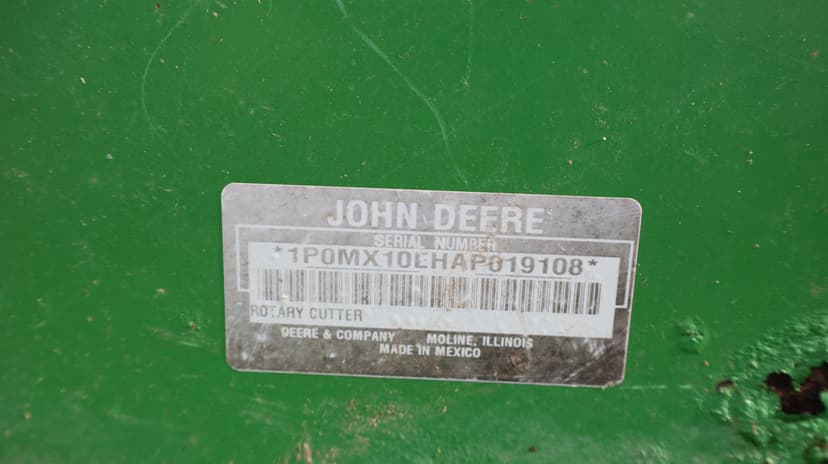 JOHN DEERE
SERIAL NUMBER
*1P0MX10EHAP019108*
ROTARY CUTTER
DEERE & COMPANY MOLINE, ILLINOIS
MADE IN MEXICO